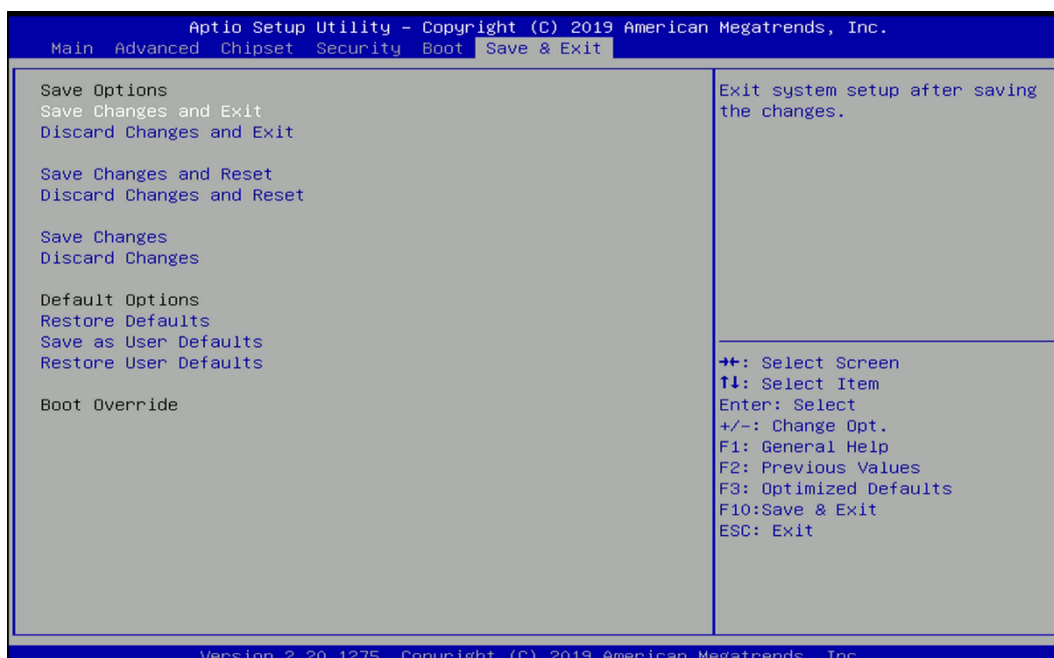 Aptio Setup Utility – Copyright (C) 2019 American Megatrends, Inc.
Main Advanced Chipset Security Boot Save & Exit
Save Options
Save Changes and Exit
Discard Changes and Exit
Save Changes and Reset
Discard Changes and Reset
Save Changes
Discard Changes
Default Options
Restore Defaults
Save as User Defaults
Restore User Defaults
Boot Override
Exit system setup after saving
the changes.
→←: Select Screen
↑↓: Select Item
Enter: Select
+/-: Change Opt.
F1: General Help
F2: Previous Values
F3: Optimized Defaults
F10:Save & Exit
ESC: Exit
Version 2.20.1275. Copyright (C) 2019 American Megatrends, Inc.